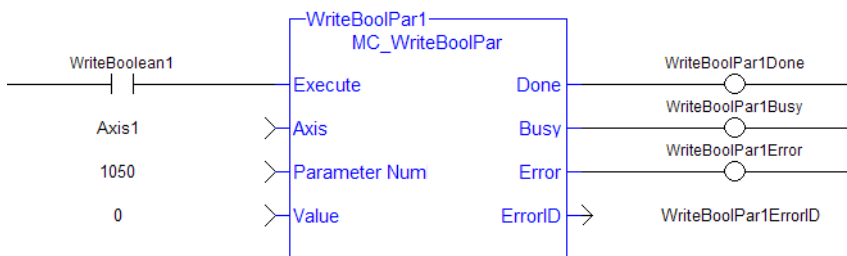 WriteBoolPar1
MC_WriteBoolPar
WriteBoolean1
Execute
Done
WriteBoolPar1Done
Axis1
Axis
Busy
WriteBoolPar1Busy
1050
Parameter Num
Error
WriteBoolPar1Error
0
Value
ErrorID
WriteBoolPar1ErrorID